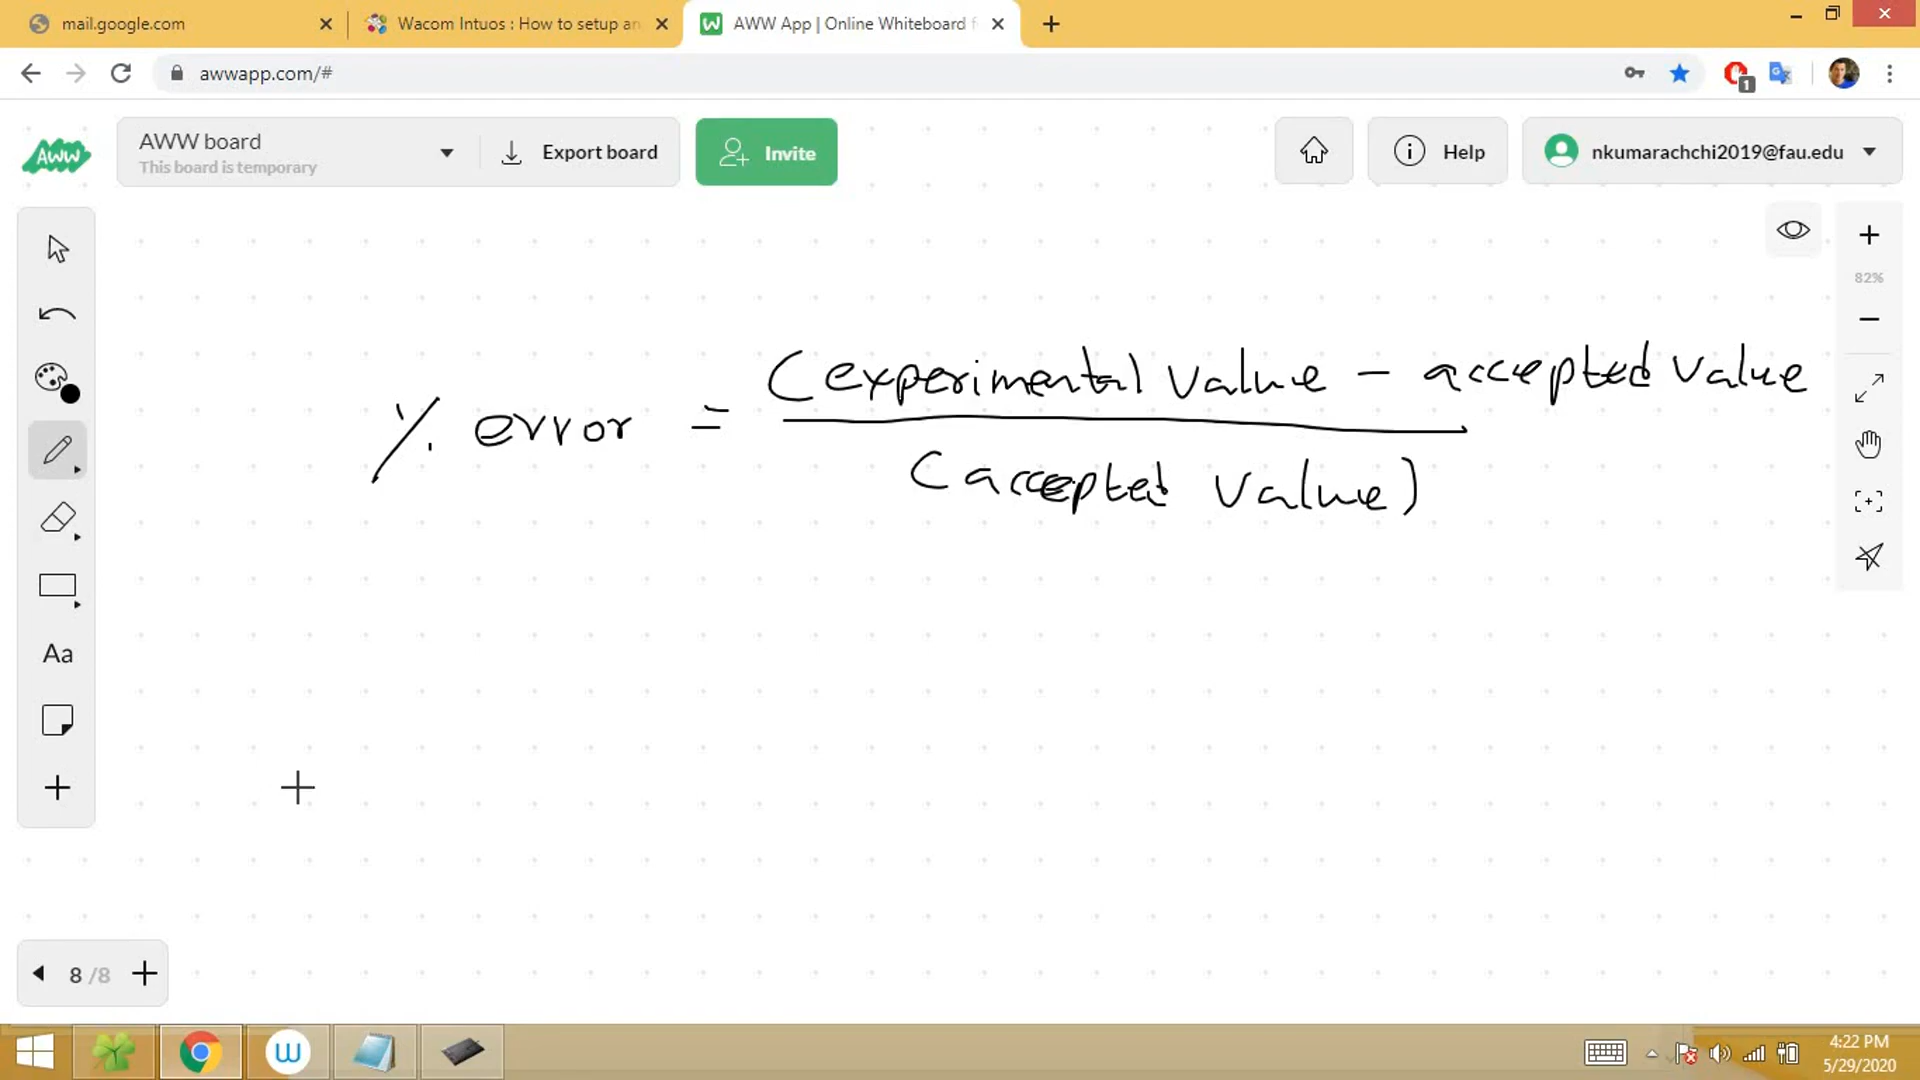 mail.google.com
Wacom Intuos : How to setup an
AWW App | Online Whiteboard f
awwapp.com/#
1
AWW
AWW board
This board is temporary
Export board
Invite
Help
nkumarachchi2019@fau.edu
82%
(experimental value - accepted value
% error =
(accepted value)
Aa
8 /8
4:22 PM
5/29/2020